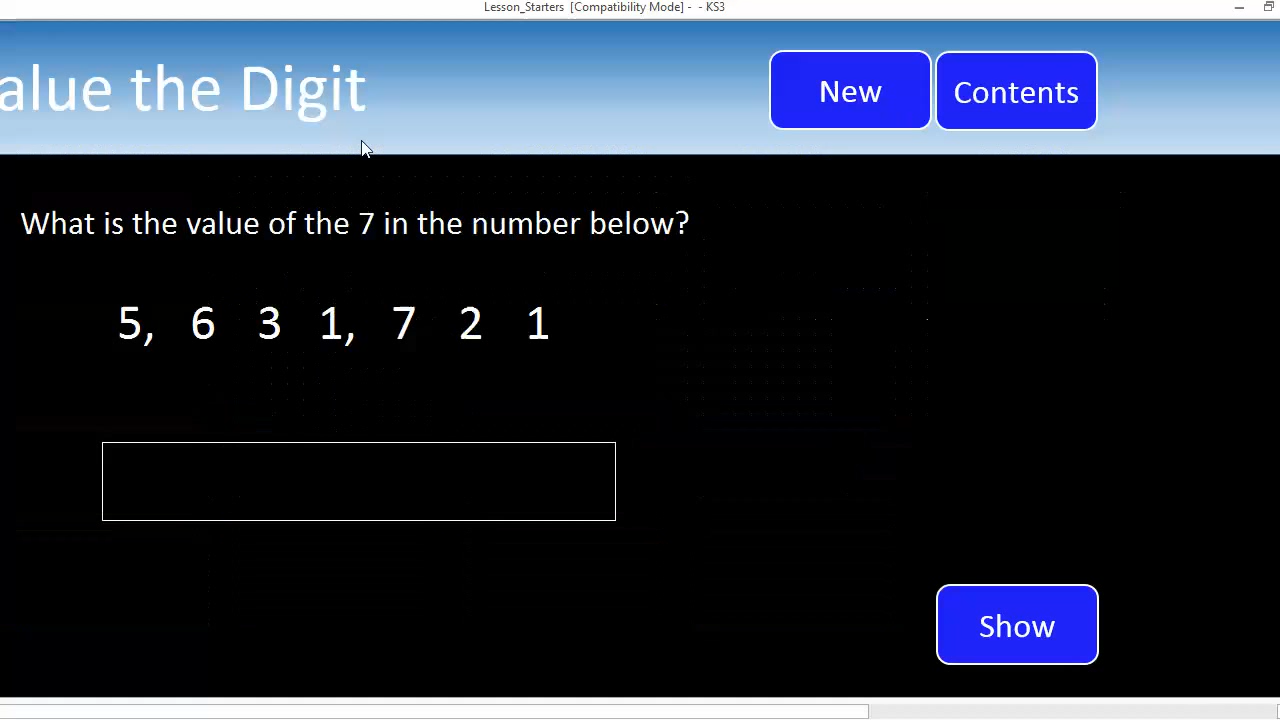 Lesson_Starters [Compatibility Mode] - - KS3
alue the Digit
New
Contents
What is the value of the 7 in the number below?
5, 6 3 1, 7 2 1
Show